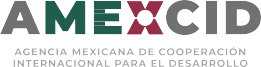 AMEXCID
AGENCIA MEXICANA DE COOPERACIÓN
INTERNACIONAL PARA EL DESARROLLO